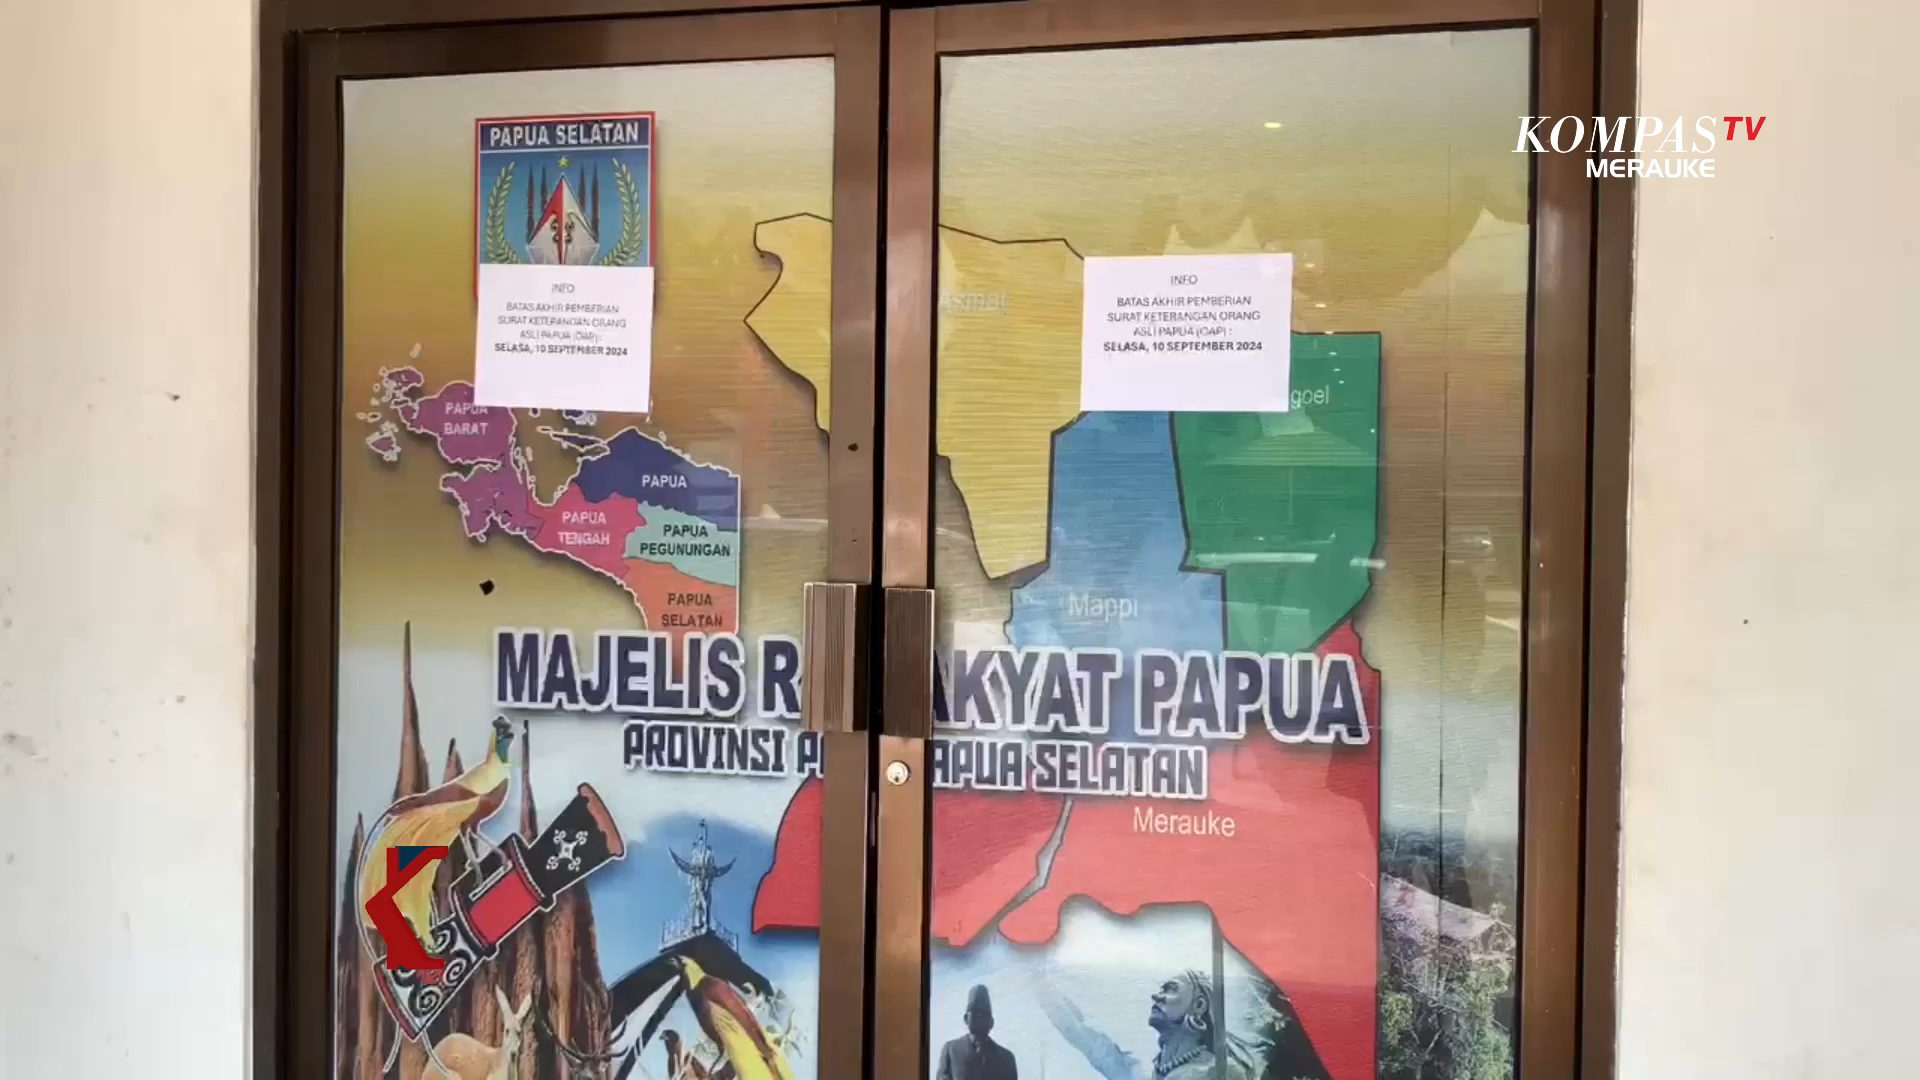 KOMPAS TV
MERAUKE
PAPUA SELATAN
INFO
BATAS AKHIR PEMBERIAN
SURAT KETERANGAN ORANG
ASLI PAPUA (OAP) :
SELASA, 10 SEPTEMBER 2024
INFO
BATAS AKHIR PEMBERIAN
SURAT KETERANGAN ORANG
ASLI PAPUA (OAP) :
SELASA, 10 SEPTEMBER 2024
Asmat
goel
PAPUA
BARAT
PAPUA
PAPUA
TENGAH
PAPUA
PEGUNUNGAN
PAPUA
SELATAN
Mappi
MAJELIS RAKYAT PAPUA
PROVINSI PAPUA SELATAN
Merauke